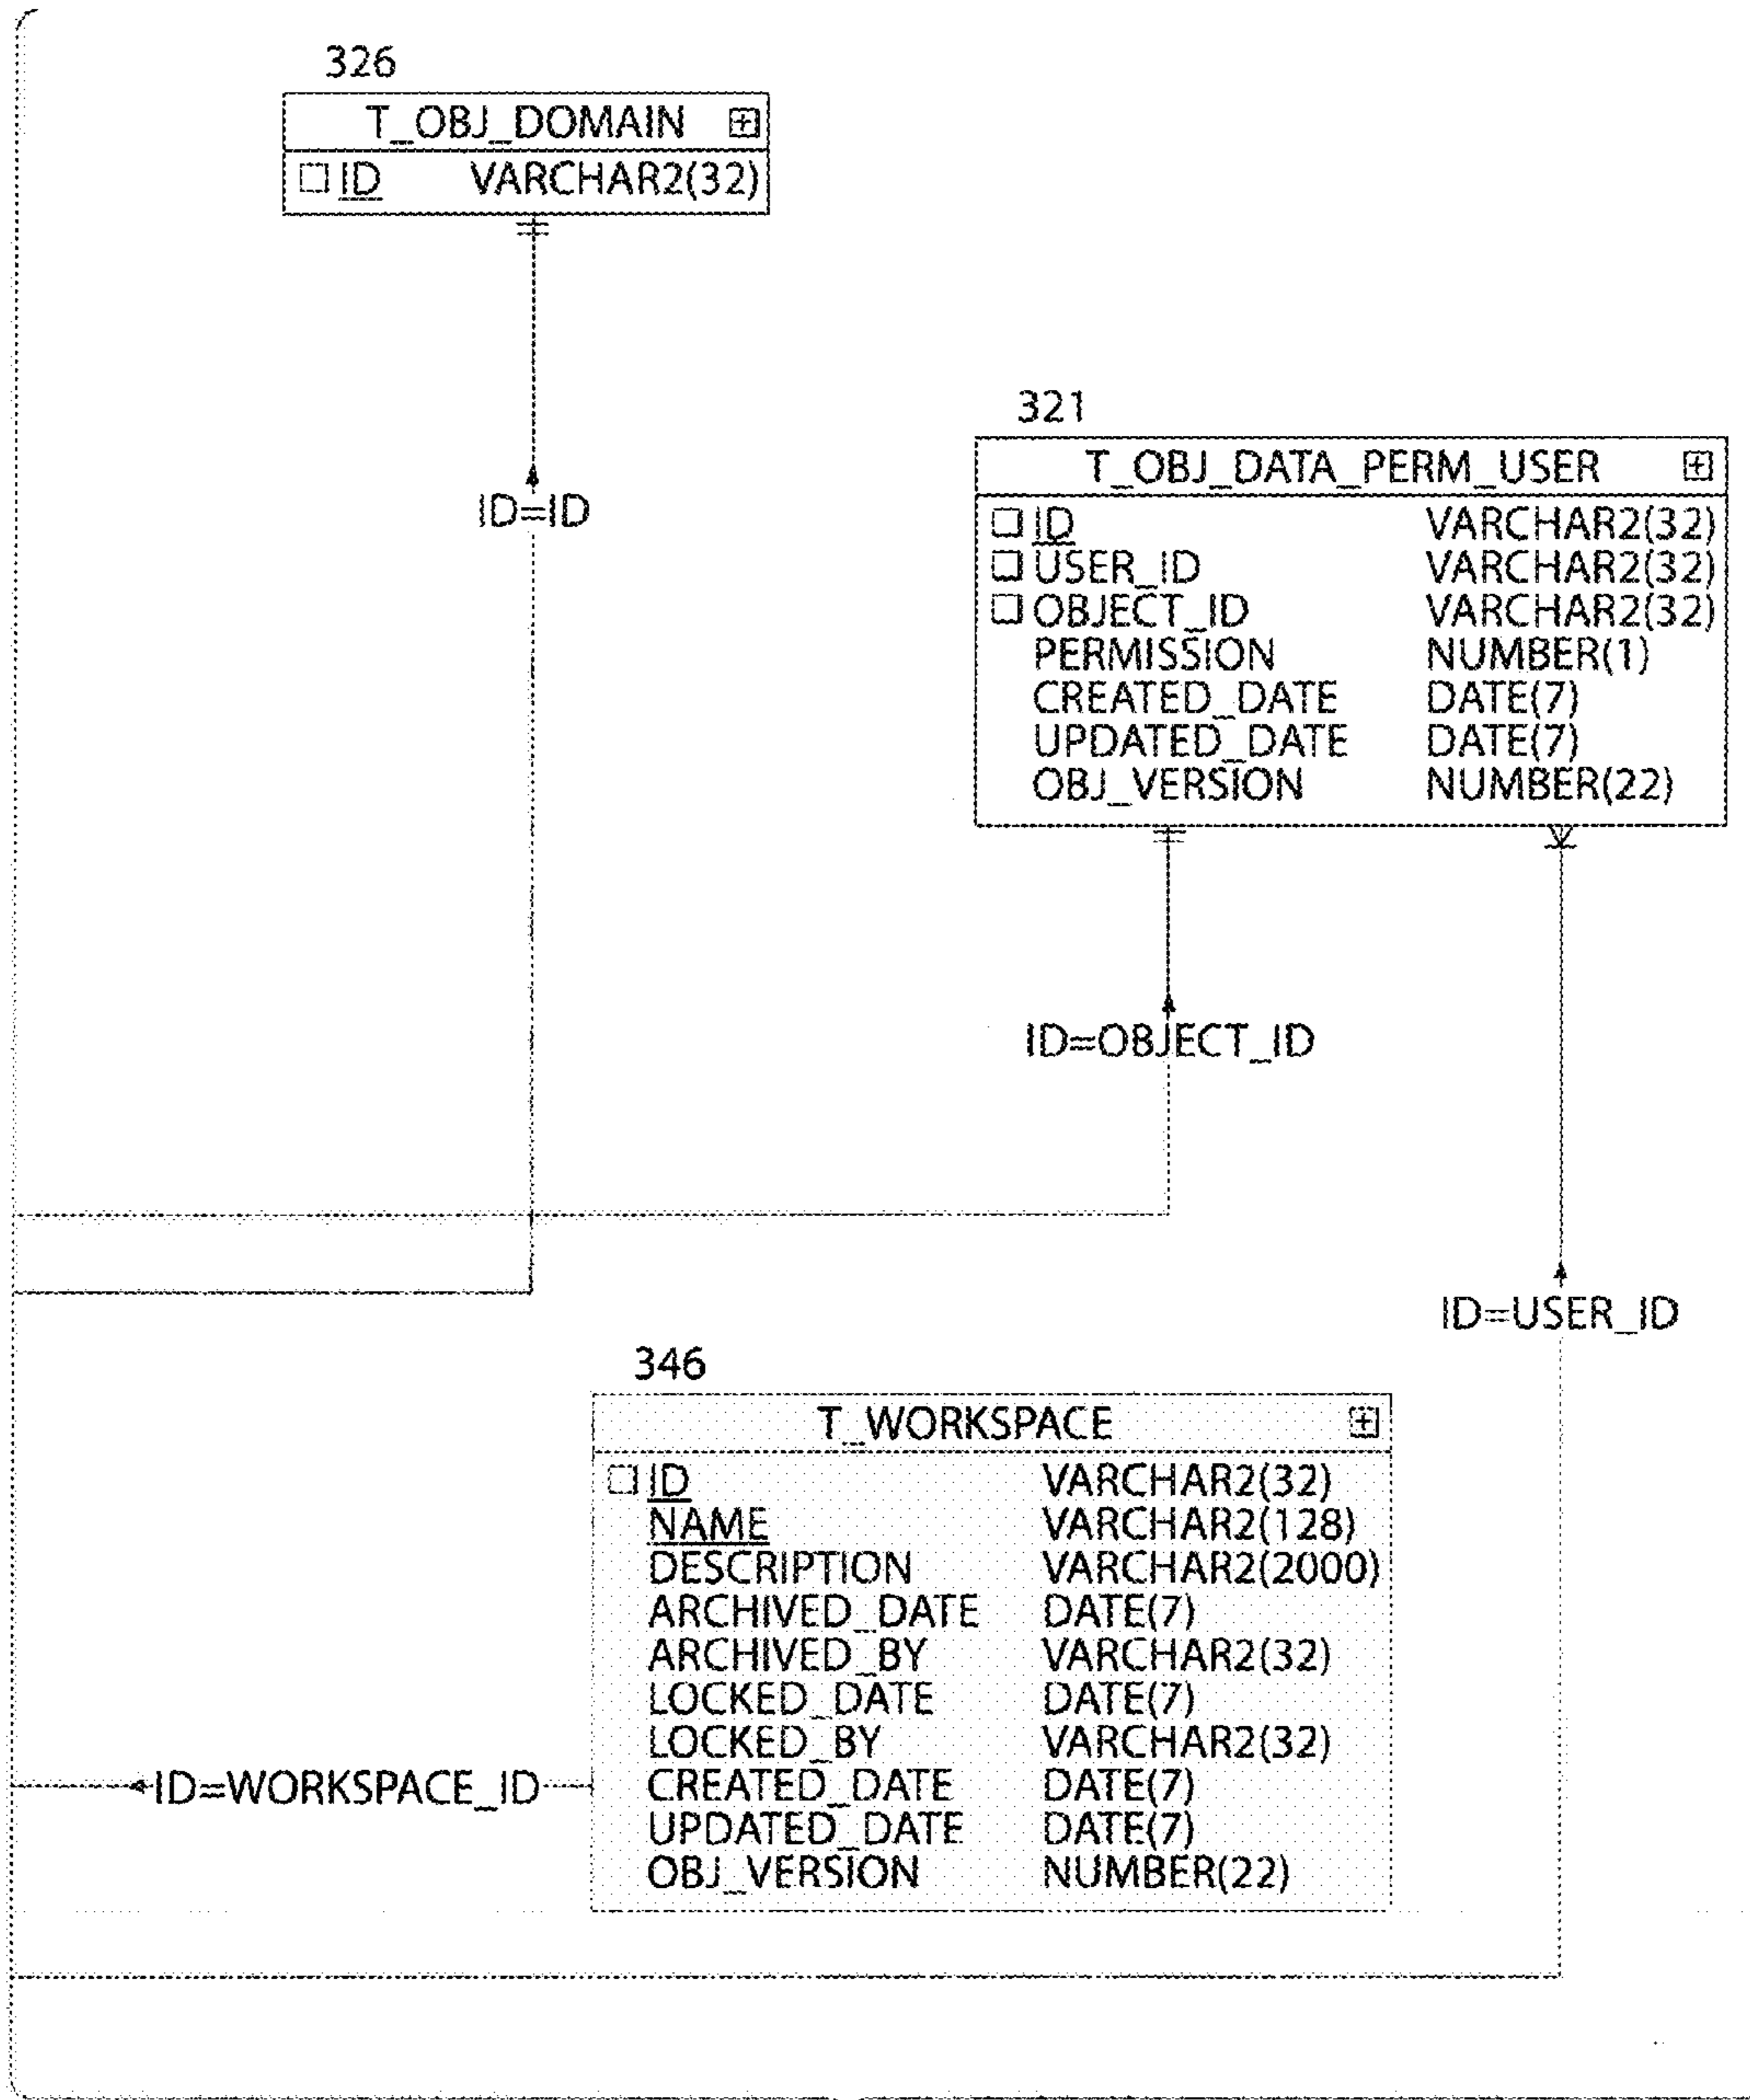 326
T_OBJ_DOMAIN
ID VARCHAR2(32)
ID=ID
321
T_OBJ_DATA_PERM_USER
ID VARCHAR2(32)
USER_ID VARCHAR2(32)
OBJECT_ID VARCHAR2(32)
PERMISSION NUMBER(1)
CREATED_DATE DATE(7)
UPDATED_DATE DATE(7)
OBJ_VERSION NUMBER(22)
ID=OBJECT_ID
ID=USER_ID
346
T_WORKSPACE
ID VARCHAR2(32)
NAME VARCHAR2(128)
DESCRIPTION VARCHAR2(2000)
ARCHIVED_DATE DATE(7)
ARCHIVED_BY VARCHAR2(32)
LOCKED_DATE DATE(7)
LOCKED_BY VARCHAR2(32)
CREATED_DATE DATE(7)
UPDATED_DATE DATE(7)
OBJ_VERSION NUMBER(22)
ID=WORKSPACE_ID